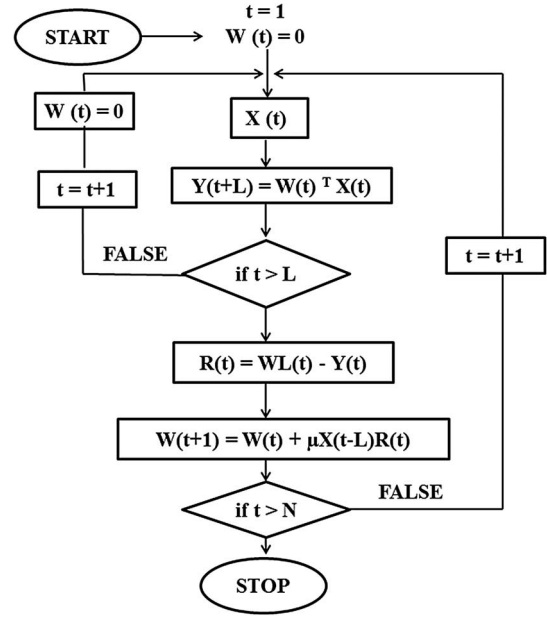 START
t = 1
W (t) = 0
W (t) = 0
X (t)
t = t+1
Y(t+L) = W(t) ᵀ X(t)
FALSE
if t > L
t = t+1
R(t) = WL(t) - Y(t)
W(t+1) = W(t) + µX(t-L)R(t)
FALSE
if t > N
STOP